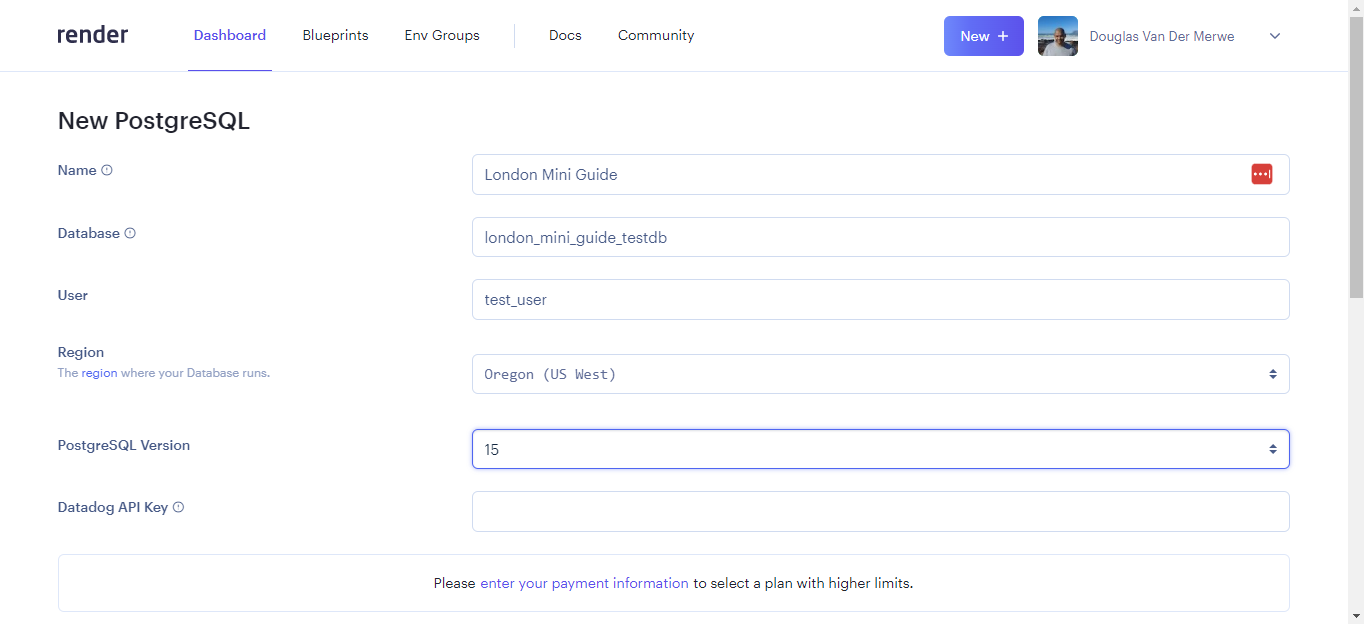 render
Dashboard
Blueprints
Env Groups
Docs
Community
New +
Douglas Van Der Merwe
New PostgreSQL
Name
London Mini Guide
Database
london_mini_guide_testdb
User
test_user
Region
The region where your Database runs.
Oregon (US West)
PostgreSQL Version
15
Datadog API Key
Please enter your payment information to select a plan with higher limits.